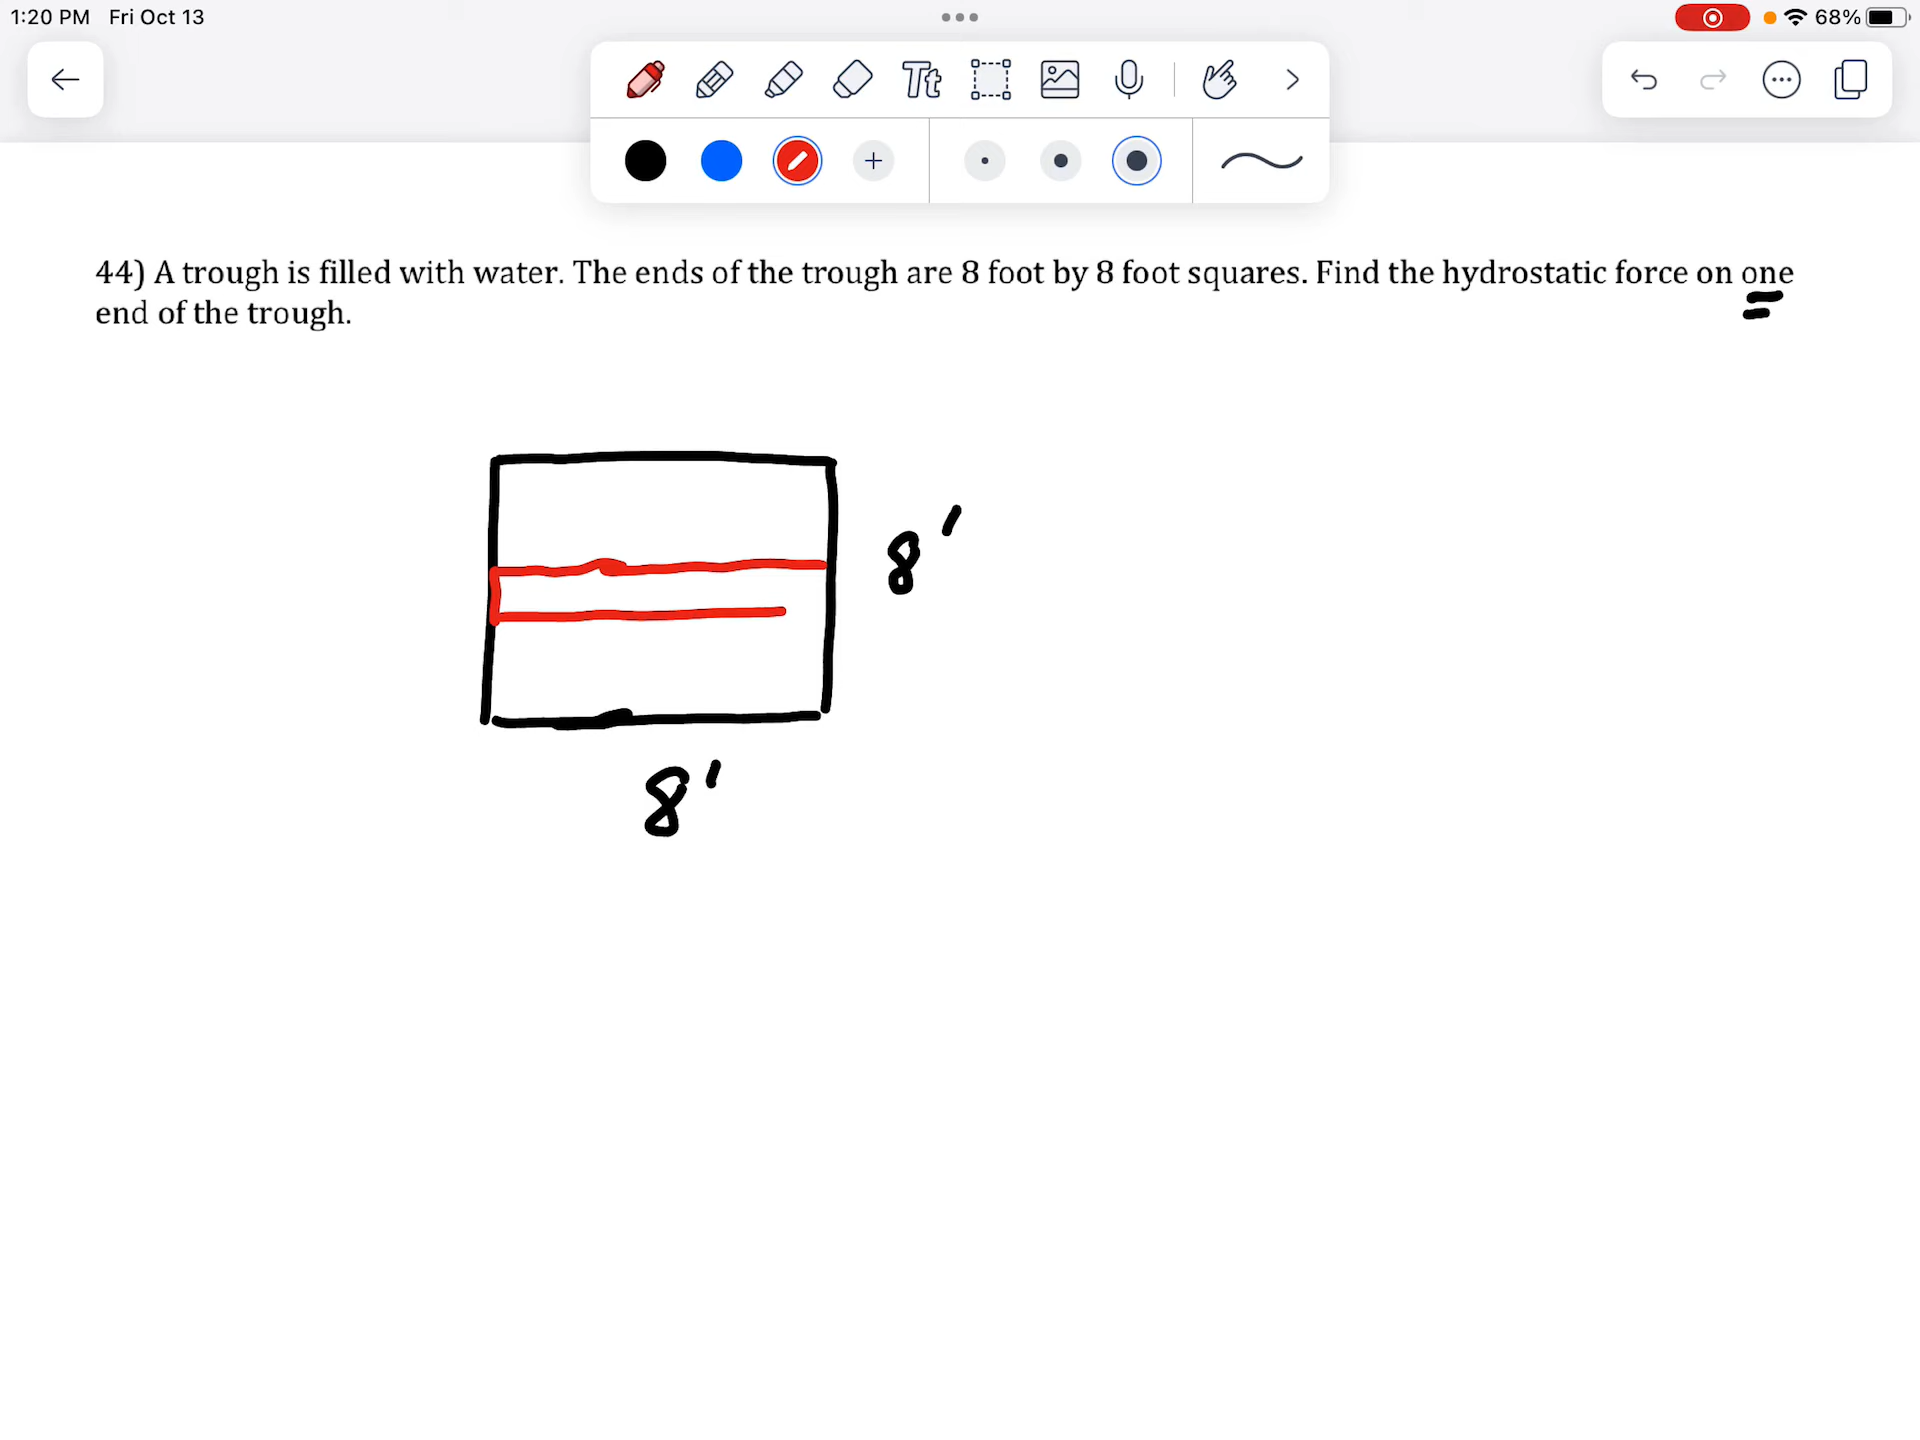 1:20 PM Fri Oct 13
68%
Tt
44) A trough is filled with water. The ends of the trough are 8 foot by 8 foot squares. Find the hydrostatic force on one
end of the trough.
8'
8'